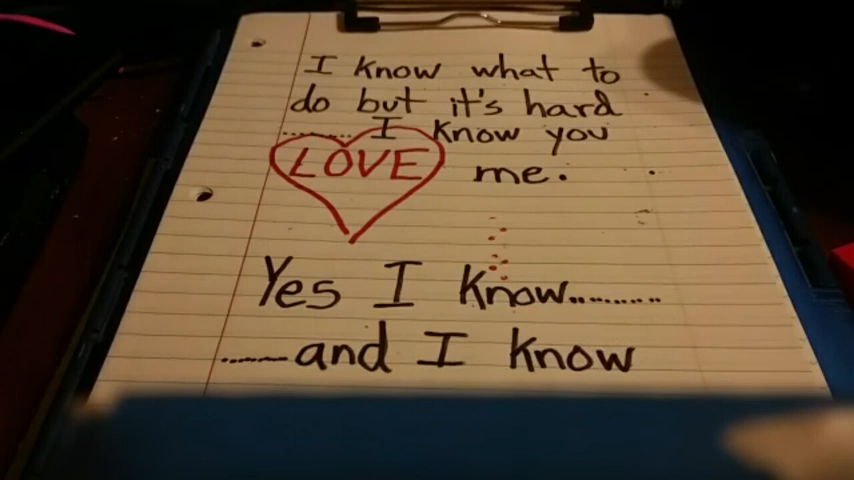 I know what to
do but it's hard
........ I know you
LOVE me.
Yes I know.........
.......and I know